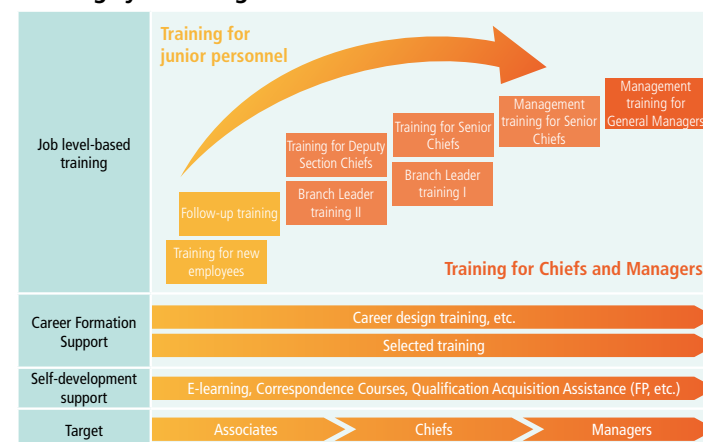 Training for
junior personnel
Job level-based
training
Management
training for
General Managers
Management
training for Senior
Chiefs
Training for Senior
Chiefs
Training for Deputy
Section Chiefs
Branch Leader
training I
Branch Leader
training II
Follow-up training
Training for new
employees
Training for Chiefs and Managers
Career Formation
Support
Career design training, etc.
Selected training
Self-development
support
E-learning, Correspondence Courses, Qualification Acquisition Assistance (FP, etc.)
Target
Associates
Chiefs
Managers